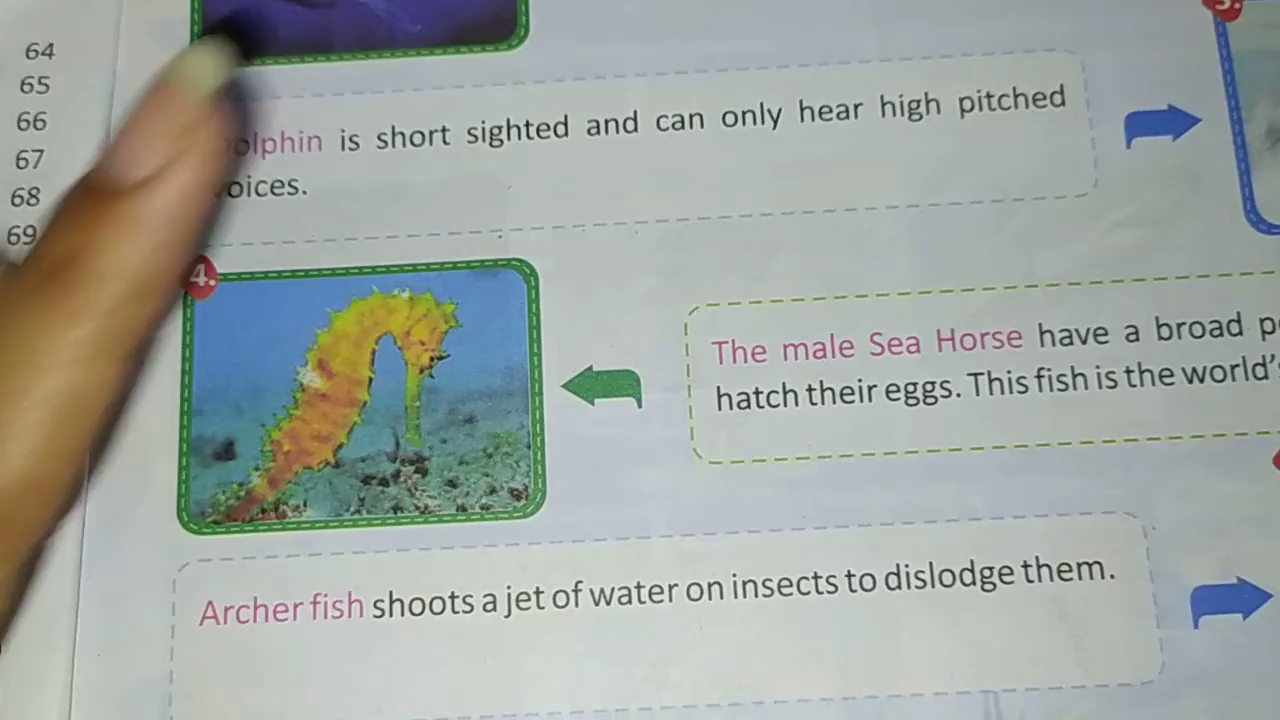 64
65
66
67
68
69
olphin is short sighted and can only hear high pitched
oices.
4.
The male Sea Horse have a broad
hatch their eggs. This fish is the world'
Archer fish shoots a jet of water on insects to dislodge them.